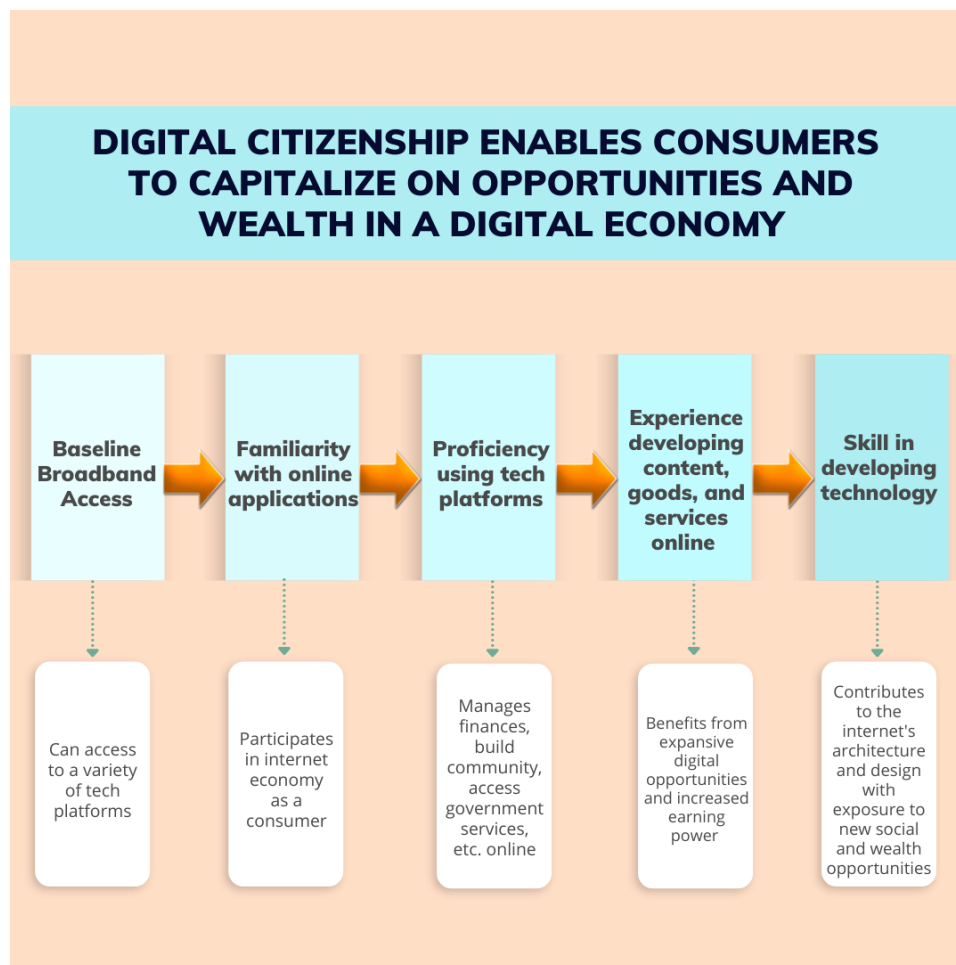 DIGITAL CITIZENSHIP ENABLES CONSUMERS
TO CAPITALIZE ON OPPORTUNITIES AND
WEALTH IN A DIGITAL ECONOMY
Baseline
Broadband
Access
Familiarity
with online
applications
Proficiency
using tech
platforms
Experience
developing
content,
goods, and
services
online
Skill in
developing
technology
Can access
to a variety
of tech
platforms
Participates
in internet
economy
as a
consumer
Manages
finances,
build
community,
access
government
services,
etc. online
Benefits from
expansive
digital
opportunities
and increased
earning
power
Contributes
to the
internet's
architecture
and design
with
exposure to
new social
and wealth
opportunities